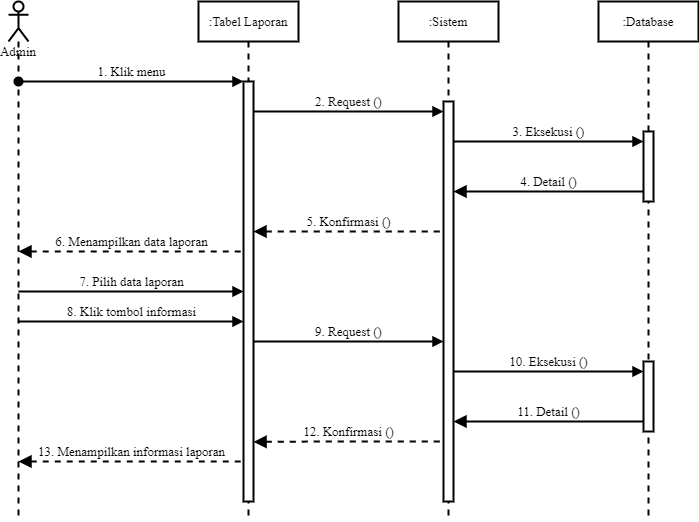 :Tabel Laporan
:Sistem
:Database
Admin
1. Klik menu
2. Request ()
3. Eksekusi ()
4. Detail ()
5. Konfirmasi ()
6. Menampilkan data laporan
7. Pilih data laporan
8. Klik tombol informasi
9. Request ()
10. Eksekusi ()
11. Detail ()
12. Konfirmasi ()
13. Menampilkan informasi laporan